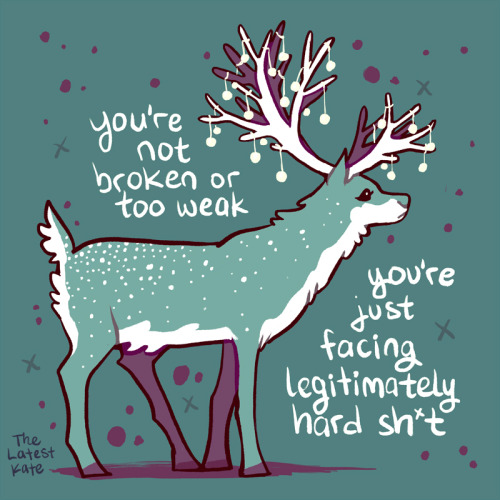 you're
not
broken or
too weak
you're
just
facing
legitimately
hard sh*t
The
Latest
Kate